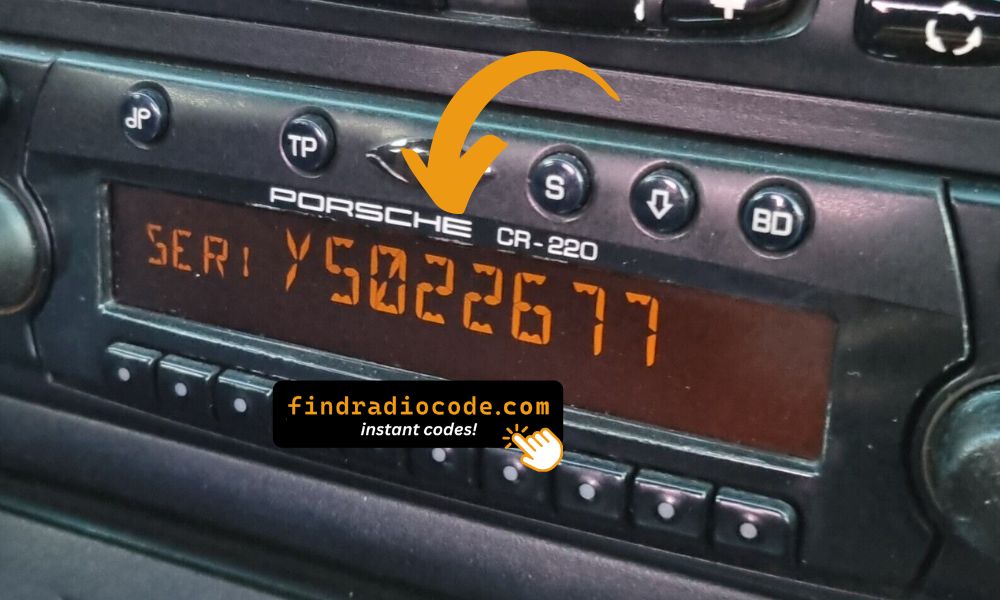 TP
S
BD
PORSCHE CR-220
SERI Y5022677
findradiocode.com
instant codes!